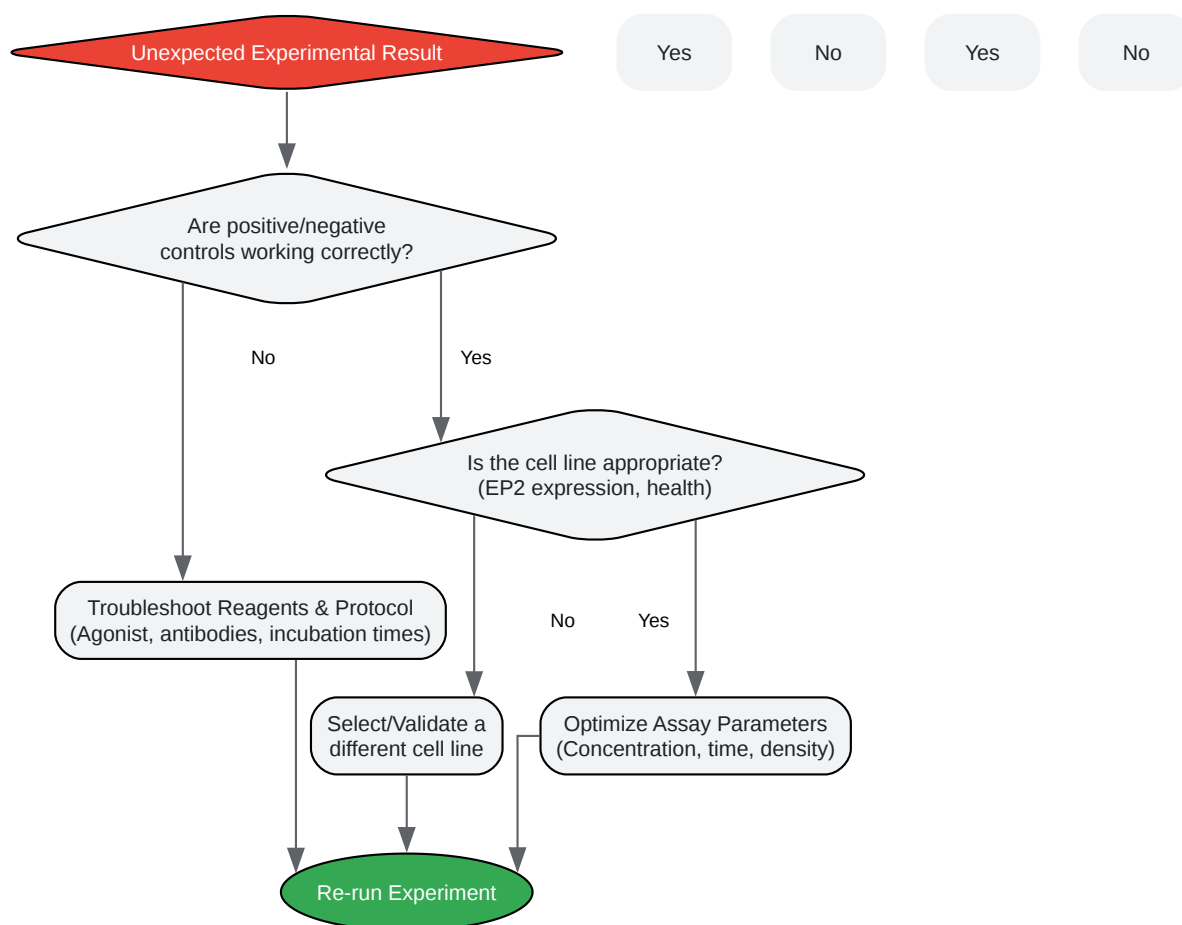 Unexpected Experimental Result
Yes
No
Yes
No
Are positive/negative
controls working correctly?
No
Yes
Is the cell line appropriate?
(EP2 expression, health)
Troubleshoot Reagents & Protocol
(Agonist, antibodies, incubation times)
No
Yes
Select/Validate a
different cell line
Optimize Assay Parameters
(Concentration, time, density)
Re-run Experiment